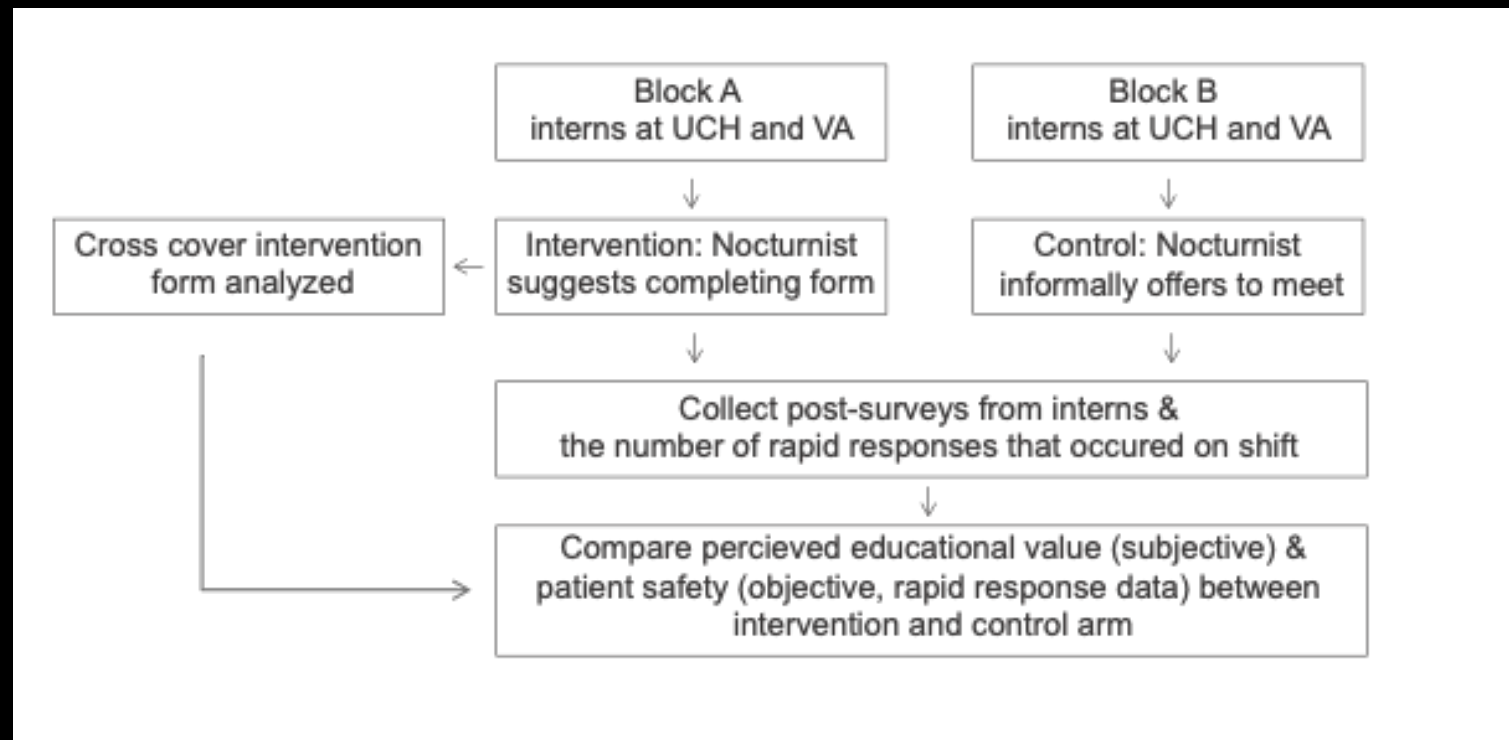 Block A
interns at UCH and VA
Block B
interns at UCH and VA
Cross cover intervention
form analyzed
Intervention: Nocturnist
suggests completing form
Control: Nocturnist
informally offers to meet
Collect post-surveys from interns &
the number of rapid responses that occured on shift
Compare percieved educational value (subjective) &
patient safety (objective, rapid response data) between
intervention and control arm